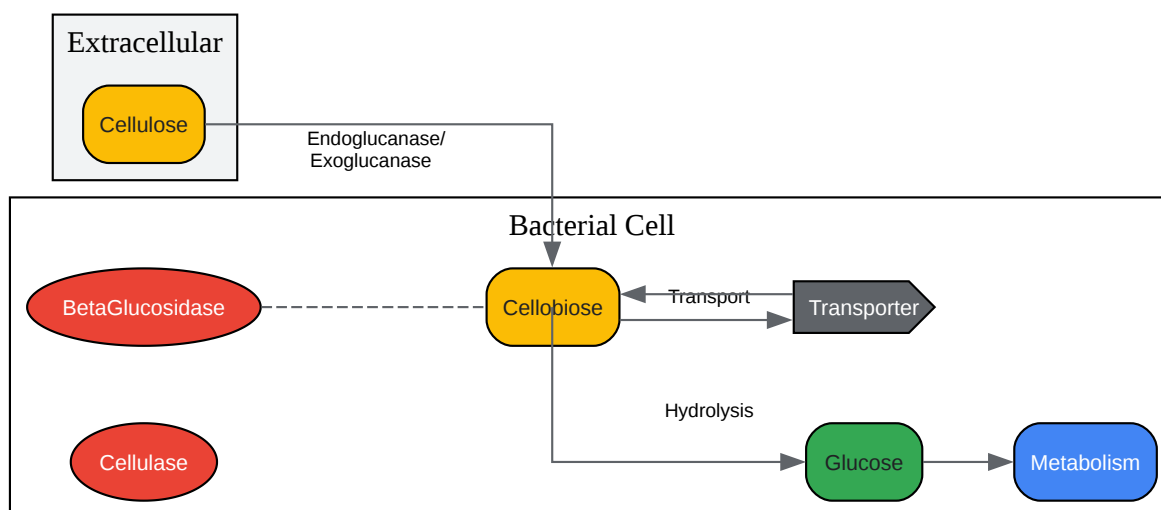 Extracellular
Cellulose
Endoglucanase/
Exoglucanase
Bacterial Cell
BetaGlucosidase
Cellobiose
Transport
Transporter
Hydrolysis
Cellulase
Glucose
Metabolism